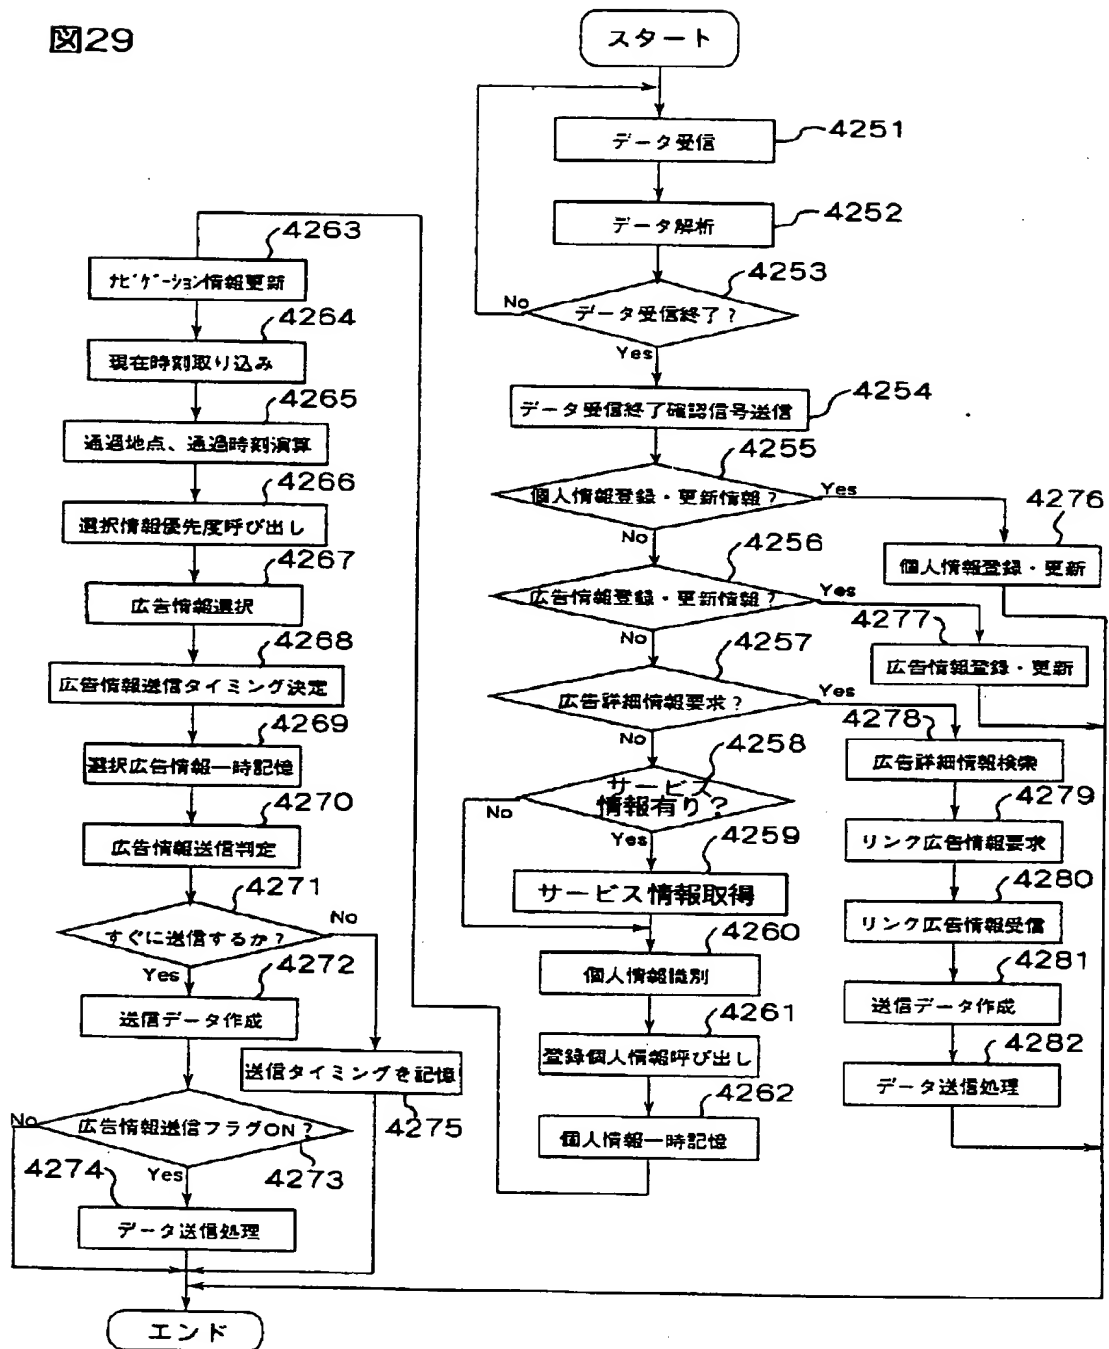 図29
スタート
データ受信
4251
データ解析
4252
データ受信終了?
4253
No
Yes
データ受信終了確認信号送信
4254
個人情報登録・更新情報?
4255
Yes
No
広告情報登録・更新情報?
4256
Yes
No
広告詳細情報要求?
4257
Yes
No
サービス
情報有り?
4258
No
Yes
サービス情報取得
4259
個人情報識別
4260
登録個人情報呼び出し
4261
個人情報一時記憶
4262
ナビゲーション情報更新
4263
現在時刻取り込み
4264
通過地点、通過時刻演算
4265
選択情報優先度呼び出し
4266
広告情報選択
4267
広告情報送信タイミング決定
4268
選択広告情報一時記憶
4269
広告情報送信判定
4270
すぐに送信するか?
4271
No
Yes
送信データ作成
4272
広告情報送信フラグON?
4273
No
Yes
データ送信処理
4274
送信タイミングを記憶
4275
個人情報登録・更新
4276
広告情報登録・更新
4277
広告詳細情報検索
4278
リンク広告情報要求
4279
リンク広告情報受信
4280
送信データ作成
4281
データ送信処理
4282
エンド